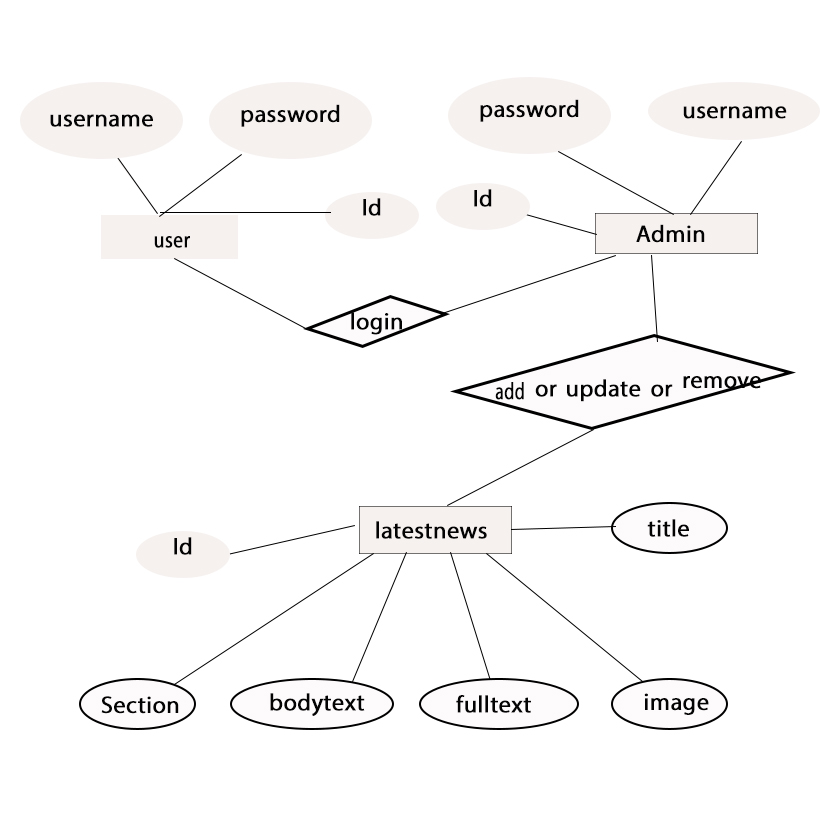 username
password
password
username
Id
Id
user
Admin
login
add or update or remove
latestnews
title
Id
Section
bodytext
fulltext
image